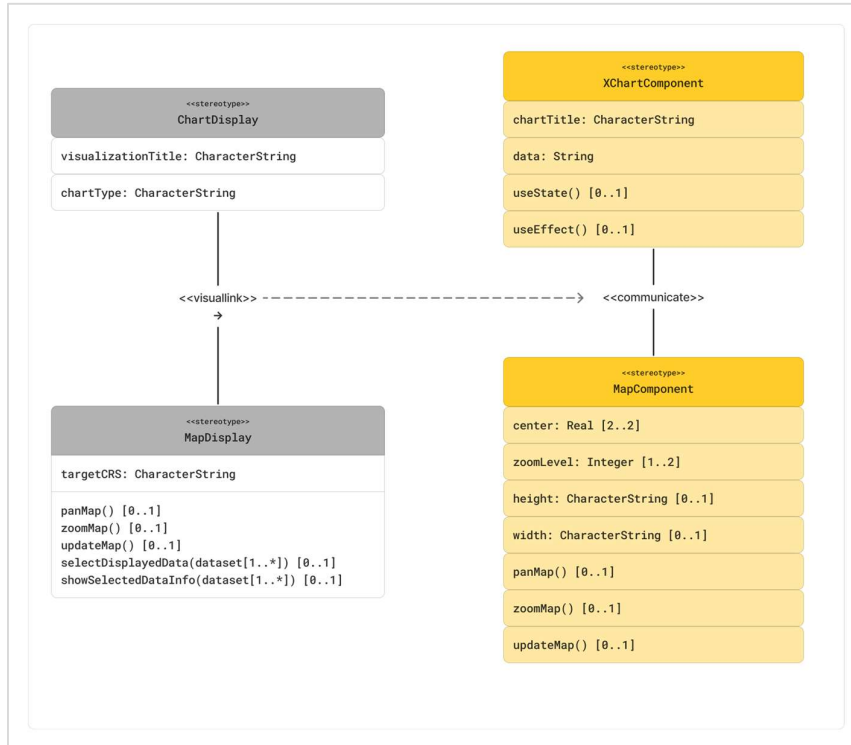 <<stereotype>>
ChartDisplay
visualizationTitle: CharacterString
chartType: CharacterString
<<visuallink>>
<<stereotype>>
MapDisplay
targetCRS: CharacterString
panMap() [0..1]
zoomMap() [0..1]
updateMap() [0..1]
selectDisplayedData(dataset[1..*]) [0..1]
showSelectedDataInfo(dataset[1..*]) [0..1]
<<stereotype>>
XChartComponent
chartTitle: CharacterString
data: String
useState() [0..1]
useEffect() [0..1]
<<communicate>>
<<stereotype>>
MapComponent
center: Real [2..2]
zoomLevel: Integer [1..2]
height: CharacterString [0..1]
width: CharacterString [0..1]
panMap() [0..1]
zoomMap() [0..1]
updateMap() [0..1]